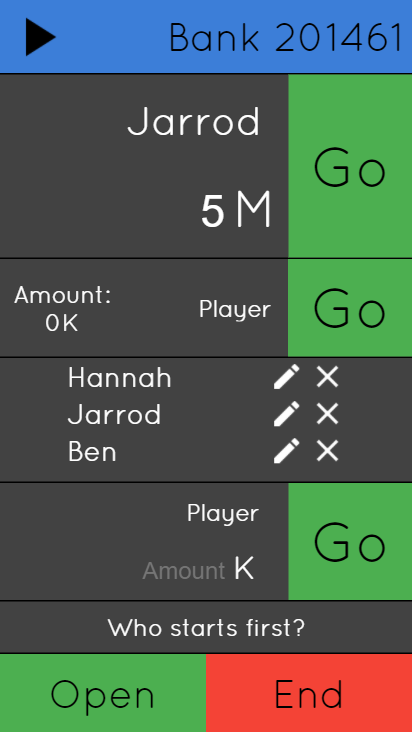 Bank 201461
Jarrod
5 M
Go
Amount:
0K
Player
Go
Hannah
Jarrod
Ben
Player
Amount K
Go
Who starts first?
Open
End